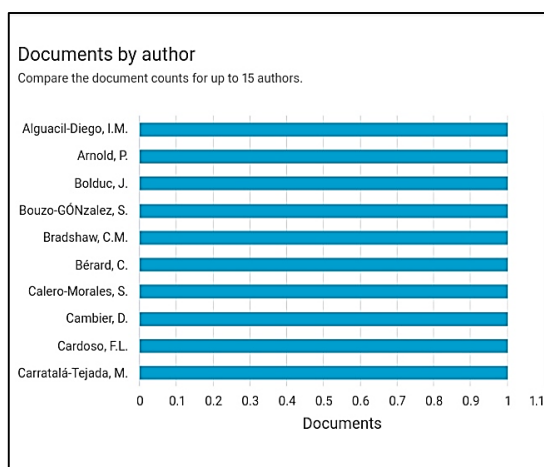 Documents by author
Compare the document counts for up to 15 authors.
Alguacil-Diego, I.M.
Arnold, P.
Bolduc, J.
Bouzo-GÓNzalez, S.
Bradshaw, C.M.
Bérard, C.
Calero-Morales, S.
Cambier, D.
Cardoso, F.L.
Carratalá-Tejada, M.
0 0.1 0.2 0.3 0.4 0.5 0.6 0.7 0.8 0.9 1 1.1
Documents